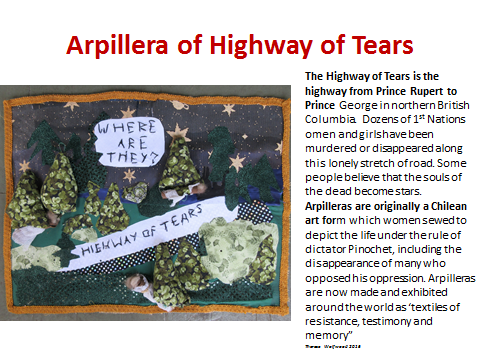 Arpillera of Highway of Tears
WHERE
ARE
THEY?
HIGHWAY OF TEARS
The Highway of Tears is the
highway from Prince Rupert to
Prince George in northern British
Columbia. Dozens of 1st Nations
omen and girls have been
murdered or disappeared along
this lonely stretch of road. Some
people believe that the souls of
the dead become stars.
Arpilleras are originally a Chilean
art form which women sewed to
depict the life under the rule of
dictator Pinochet, including the
disappearance of many who
opposed his oppression. Arpilleras
are now made and exhibited
around the world as ‘textiles of
resistance, testimony and
memory”
Theresa Wolfwood 2016